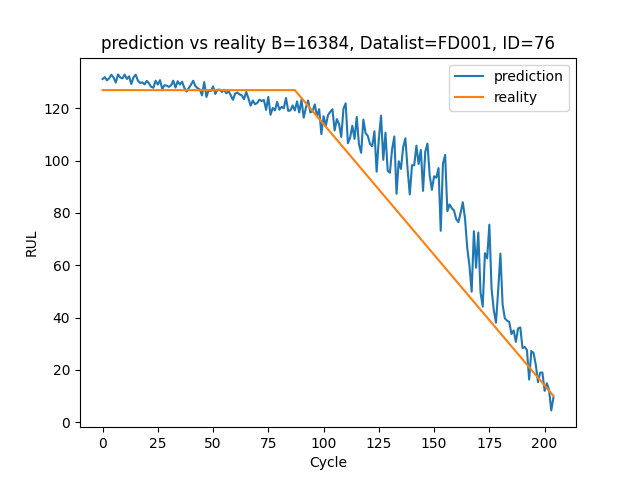 prediction vs reality B=16384, Datalist=FD001, ID=76
prediction
reality
120
100
80
60
40
20
0
RUL
0 25 50 75 100 125 150 175 200
Cycle